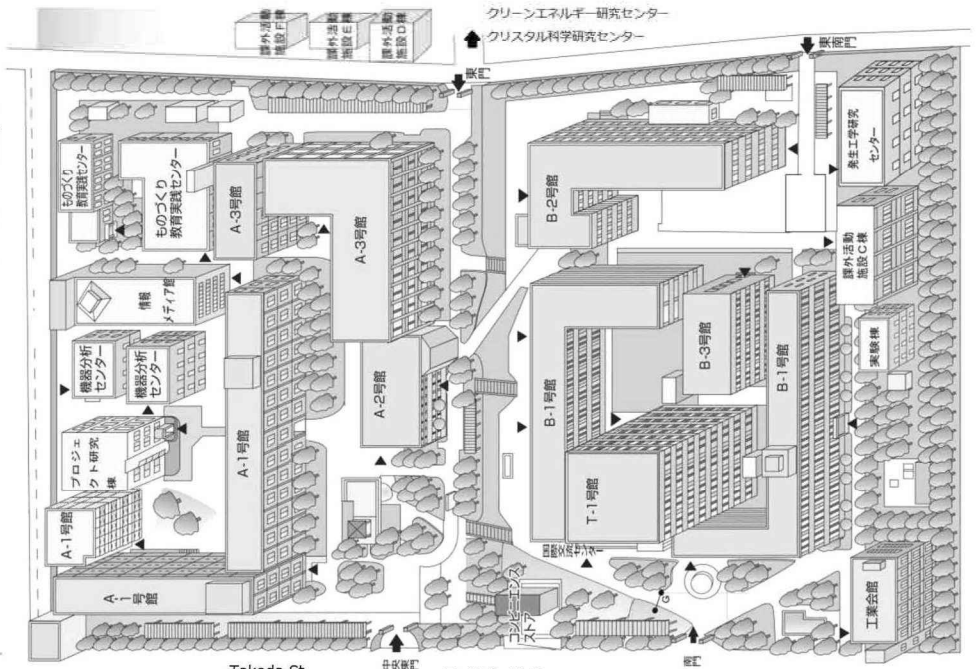 クリーンエネルギー研究センター
クリスタル科学研究センター
課外活動
施設F棟
課外活動
施設E棟
課外活動
施設D棟
東門
東南門
ものづくり
教育実践センター
ものづくり
教育実践センター
A-3号館
A-3号館
B-2号館
発生工学研究
センター
情報
メディア館
課外活動
施設C棟
機器分析
センター
機器分析
センター
A-2号館
B-1号館
B-3号館
B-1号館
実験棟
プロジェ
クト研究
棟
A-1号館
A-1号館
T-1号館
A-1号館
国際交流センター
コンビニエンス
ストア
G
工業会館
中央東門
南門
Takeda St